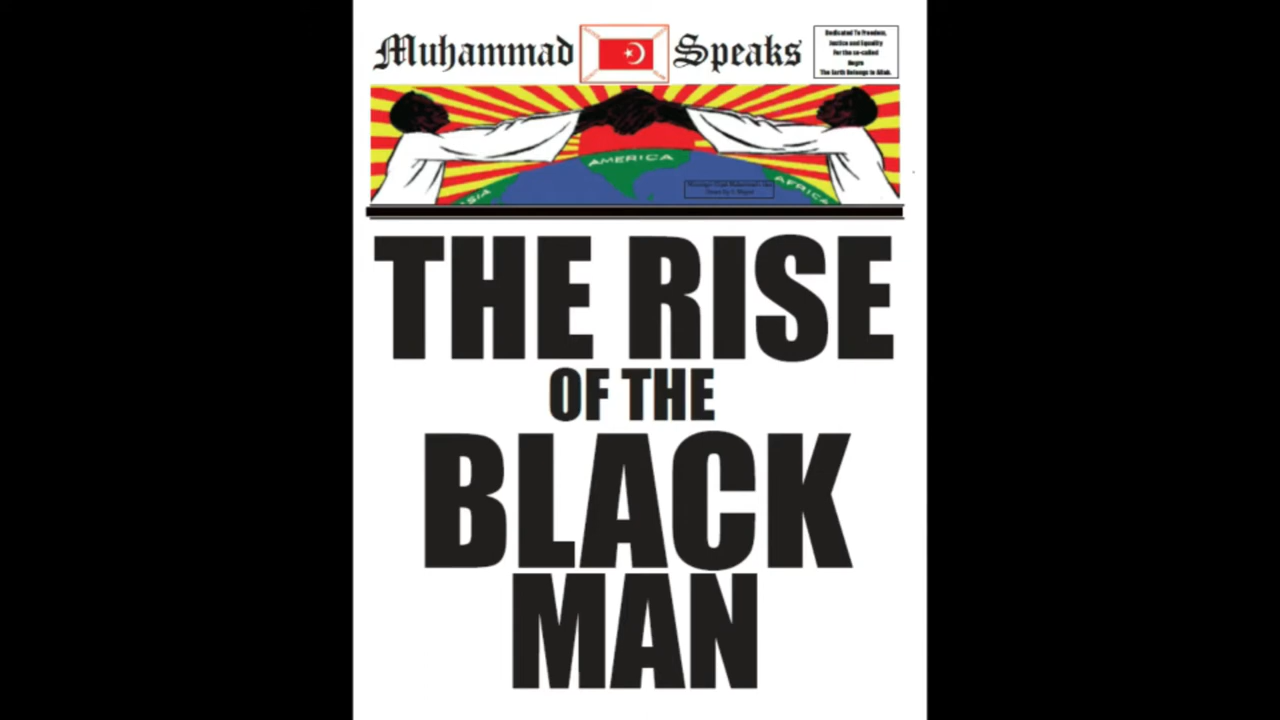 Muhammad Speaks
Dedicated To Freedom,
Justice and Equality
For the so-called
Negro
The Earth Belongs to Allah.
AMERICA
ASIA
AFRICA
THE RISE
OF THE
BLACK
MAN